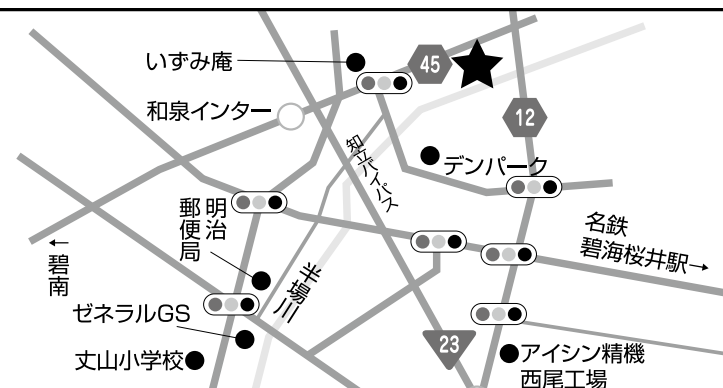 いずみ庵
45
和泉インター
12
知立バイパス
デンパーク
明治
郵便局
名鉄
碧海桜井駅→
←
碧南
半場川
ゼネラルGS
23
丈山小学校
アイシン精機
西尾工場